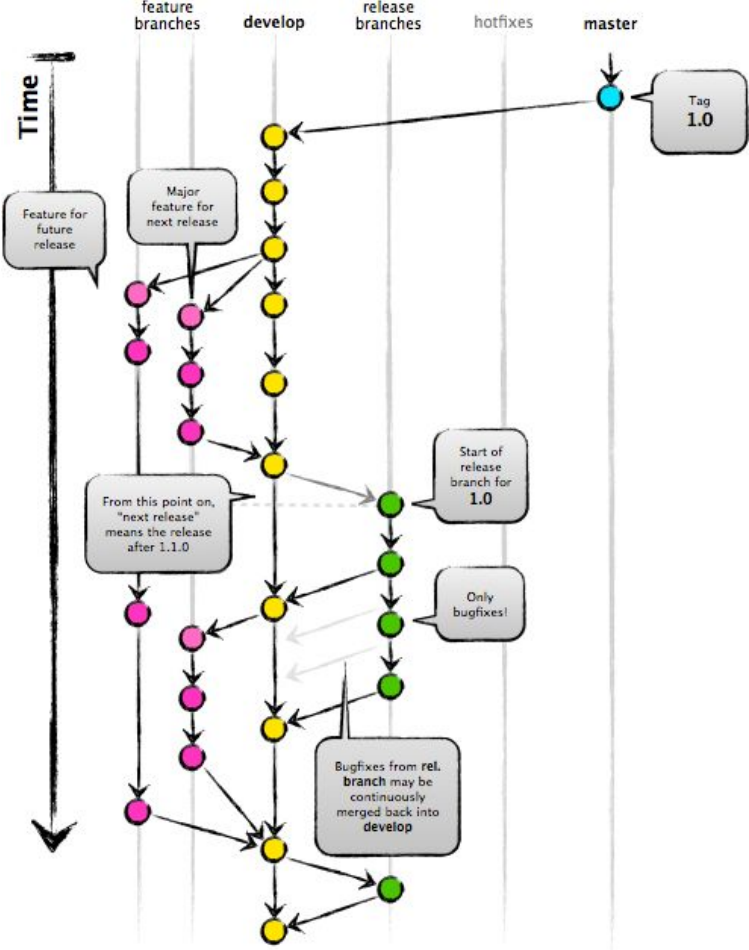 feature
branches
develop
release
branches
hotfixes
master
Time
Tag
1.0
Major
feature for
next release
Feature for
future
release
Start of
release
branch for
1.0
From this point on,
"next release"
means the release
after 1.1.0
Only
bugfixes!
Bugfixes from rel.
branch may be
continuously
merged back into
develop